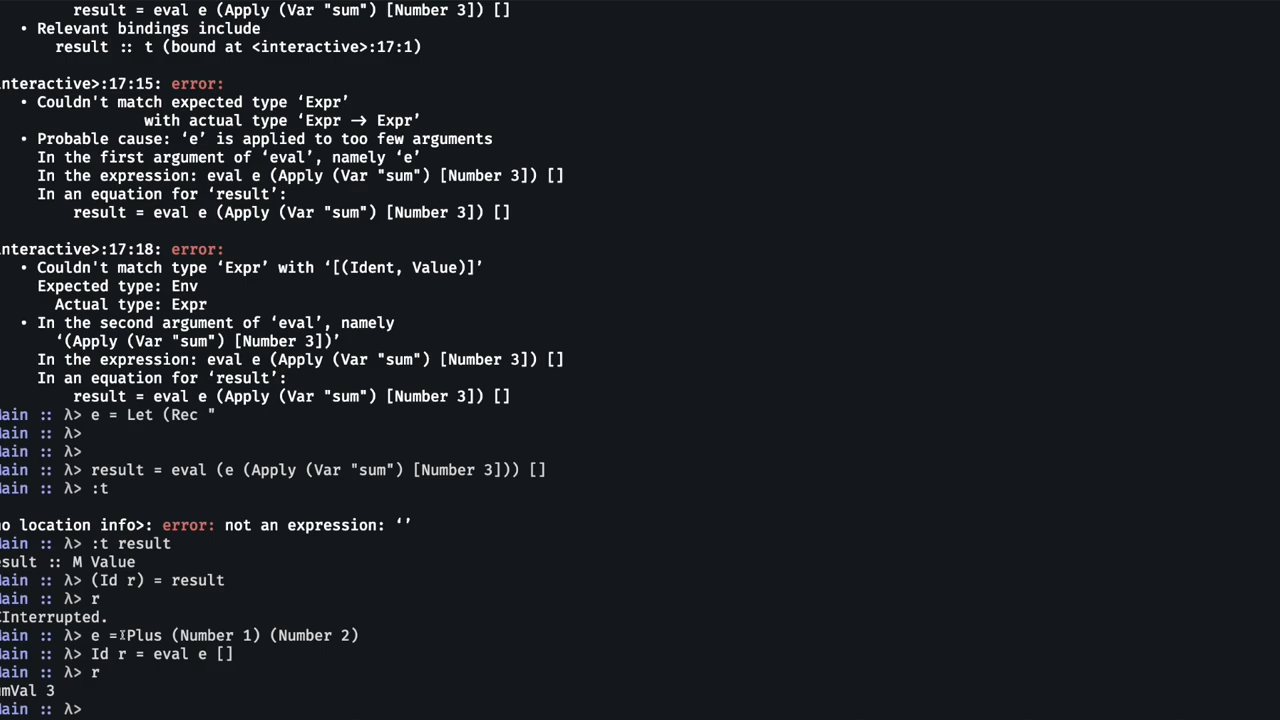 result = eval e (Apply (Var "sum") [Number 3]) []
• Relevant bindings include
result :: t (bound at <interactive>:17:1)
nteractive>:17:15: error:
• Couldn't match expected type ‘Expr’
with actual type ‘Expr -> Expr’
• Probable cause: ‘e’ is applied to too few arguments
In the first argument of ‘eval’, namely ‘e’
In the expression: eval e (Apply (Var "sum") [Number 3]) []
In an equation for ‘result’:
result = eval e (Apply (Var "sum") [Number 3]) []
nteractive>:17:18: error:
• Couldn't match type ‘Expr’ with ‘[(Ident, Value)]’
Expected type: Env
Actual type: Expr
• In the second argument of ‘eval’, namely
‘(Apply (Var "sum") [Number 3])’
In the expression: eval e (Apply (Var "sum") [Number 3]) []
In an equation for ‘result’:
result = eval e (Apply (Var "sum") [Number 3]) []
ain :: λ> e = Let (Rec "
ain :: λ>
ain :: λ>
ain :: λ> result = eval (e (Apply (Var "sum") [Number 3])) []
ain :: λ> :t
o location info>: error: not an expression: ‘’
ain :: λ> :t result
esult :: M Value
ain :: λ> (Id r) = result
ain :: λ> r
CInterrupted.
ain :: λ> e = Plus (Number 1) (Number 2)
ain :: λ> Id r = eval e []
ain :: λ> r
umVal 3
ain :: λ>